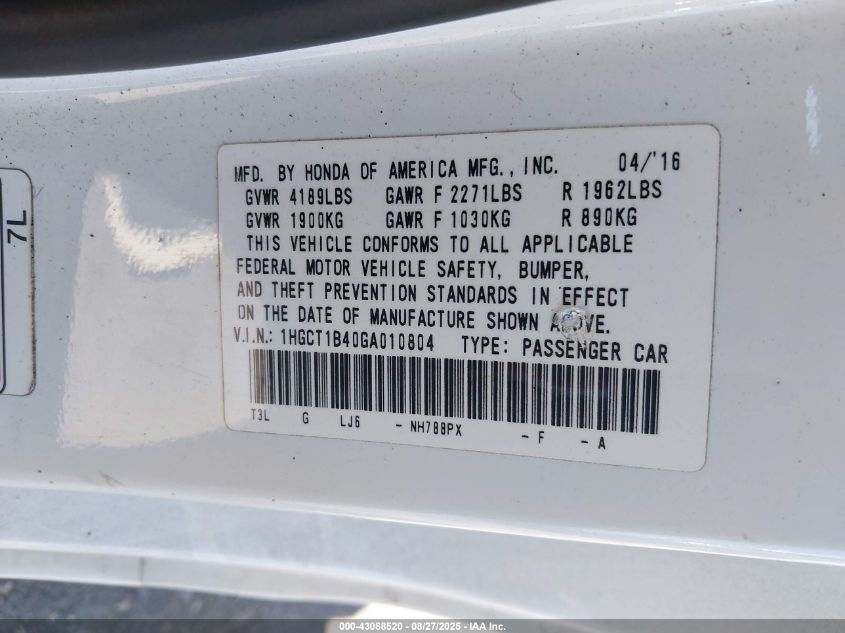 7L
MFD. BY HONDA OF AMERICA MFG., INC. 04/'16
GVWR 4189LBS GAWR F 2271LBS R 1962LBS
GVWR 1900KG GAWR F 1030KG R 890KG
THIS VEHICLE CONFORMS TO ALL APPLICABLE
FEDERAL MOTOR VEHICLE SAFETY, BUMPER,
AND THEFT PREVENTION STANDARDS IN EFFECT
ON THE DATE OF MANUFACTURE SHOWN ABOVE.
V.I.N.: 1HGCT1B40GA010804 TYPE: PASSENGER CAR
T3L G LJ6 - NH788PX - F - A
000-43088520 | 08/27/2025 - IAA Inc.